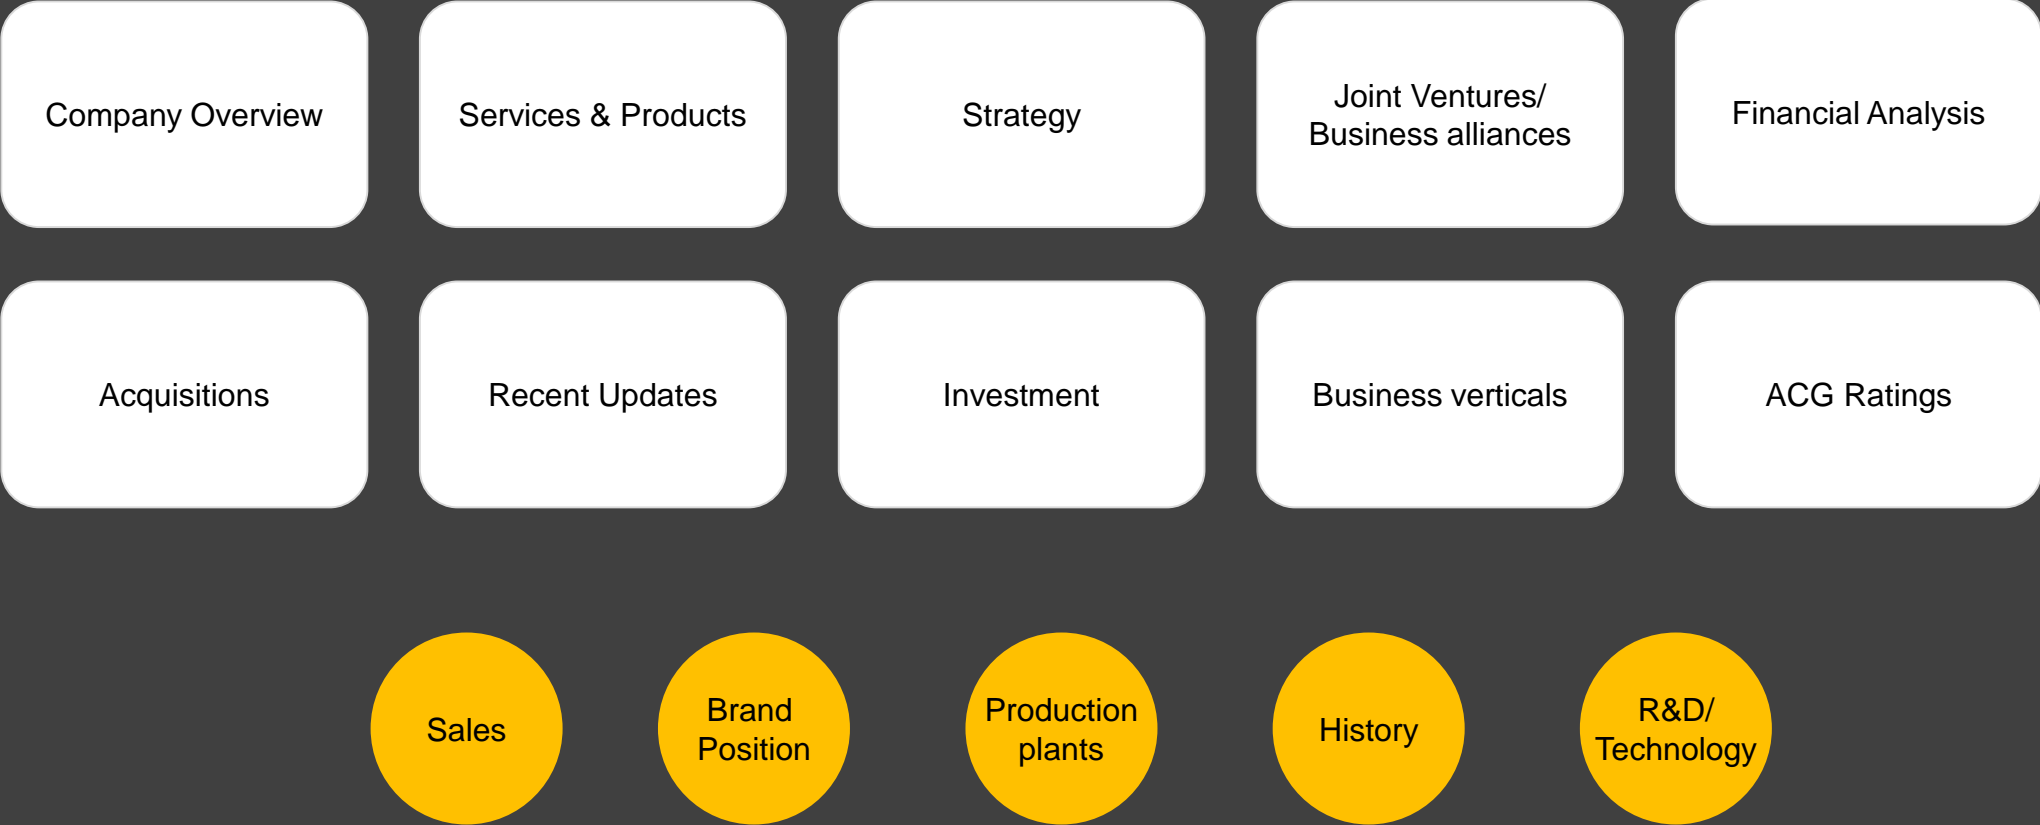 Company Overview
Services & Products
Strategy
Joint Ventures/
Business alliances
Financial Analysis
Acquisitions
Recent Updates
Investment
Business verticals
ACG Ratings
Sales
Brand
Position
Production
plants
History
R&D/
Technology